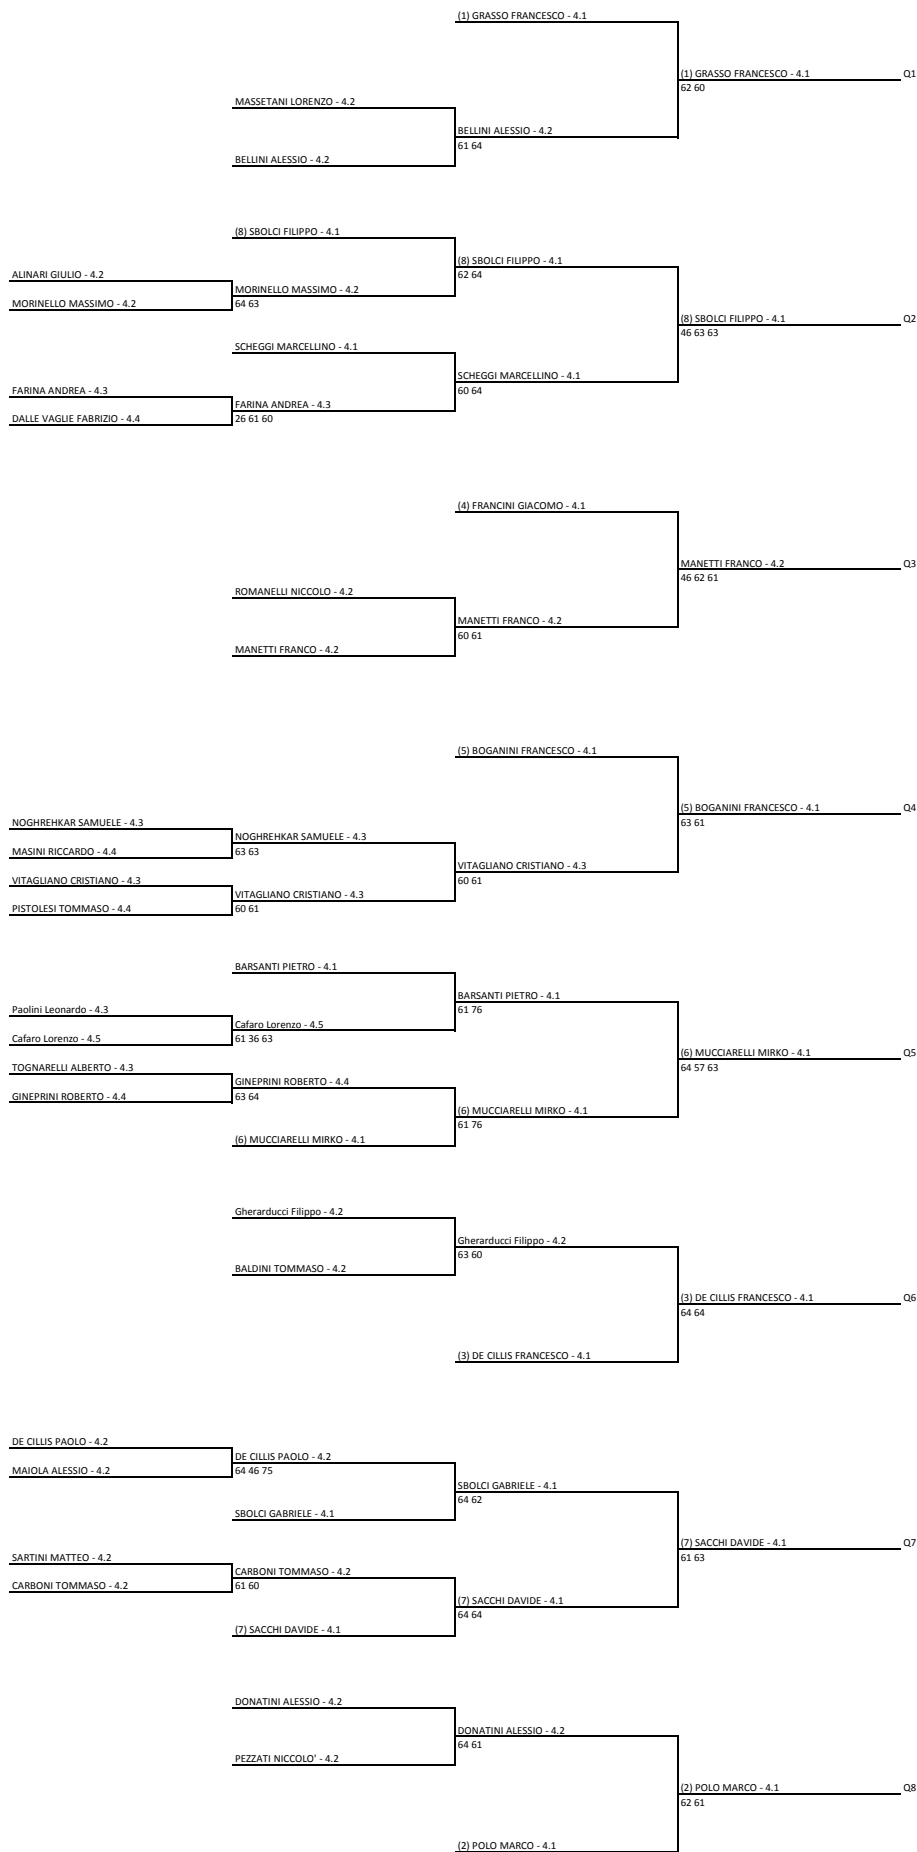 (1) GRASSO FRANCESCO - 4.1
(1) GRASSO FRANCESCO - 4.1 Q1
62 60
MASSETANI LORENZO - 4.2
BELLINI ALESSIO - 4.2
61 64
BELLINI ALESSIO - 4.2
(8) SBOLCI FILIPPO - 4.1
(8) SBOLCI FILIPPO - 4.1
62 64
ALINARI GIULIO - 4.2
MORINELLO MASSIMO - 4.2
64 63
MORINELLO MASSIMO - 4.2
(8) SBOLCI FILIPPO - 4.1 Q2
46 63 63
SCHEGGI MARCELLINO - 4.1
SCHEGGI MARCELLINO - 4.1
60 64
FARINA ANDREA - 4.3
FARINA ANDREA - 4.3
26 61 60
DALLE VAGLIE FABRIZIO - 4.4
(4) FRANCINI GIACOMO - 4.1
MANETTI FRANCO - 4.2 Q3
46 62 61
ROMANELLI NICCOLO - 4.2
MANETTI FRANCO - 4.2
60 61
MANETTI FRANCO - 4.2
(5) BOGANINI FRANCESCO - 4.1
(5) BOGANINI FRANCESCO - 4.1 Q4
63 61
NOGHREHKAR SAMUELE - 4.3
NOGHREHKAR SAMUELE - 4.3
63 63
MASINI RICCARDO - 4.4
VITAGLIANO CRISTIANO - 4.3
60 61
VITAGLIANO CRISTIANO - 4.3
VITAGLIANO CRISTIANO - 4.3
60 61
PISTOLESI TOMMASO - 4.4
BARSANTI PIETRO - 4.1
BARSANTI PIETRO - 4.1
61 76
Paolini Leonardo - 4.3
Cafaro Lorenzo - 4.5
61 36 63
Cafaro Lorenzo - 4.5
(6) MUCCIARELLI MIRKO - 4.1 Q5
64 57 63
TOGNARELLI ALBERTO - 4.3
GINEPRINI ROBERTO - 4.4
63 64
GINEPRINI ROBERTO - 4.4
(6) MUCCIARELLI MIRKO - 4.1
61 76
(6) MUCCIARELLI MIRKO - 4.1
Gherarducci Filippo - 4.2
Gherarducci Filippo - 4.2
63 60
BALDINI TOMMASO - 4.2
(3) DE CILLIS FRANCESCO - 4.1 Q6
64 64
(3) DE CILLIS FRANCESCO - 4.1
DE CILLIS PAOLO - 4.2
DE CILLIS PAOLO - 4.2
64 46 75
MAIOLA ALESSIO - 4.2
SBOLCI GABRIELE - 4.1
64 62
SBOLCI GABRIELE - 4.1
(7) SACCHI DAVIDE - 4.1 Q7
61 63
SARTINI MATTEO - 4.2
CARBONI TOMMASO - 4.2
61 60
CARBONI TOMMASO - 4.2
(7) SACCHI DAVIDE - 4.1
64 64
(7) SACCHI DAVIDE - 4.1
DONATINI ALESSIO - 4.2
DONATINI ALESSIO - 4.2
64 61
PEZZATI NICCOLO' - 4.2
(2) POLO MARCO - 4.1 Q8
62 61
(2) POLO MARCO - 4.1